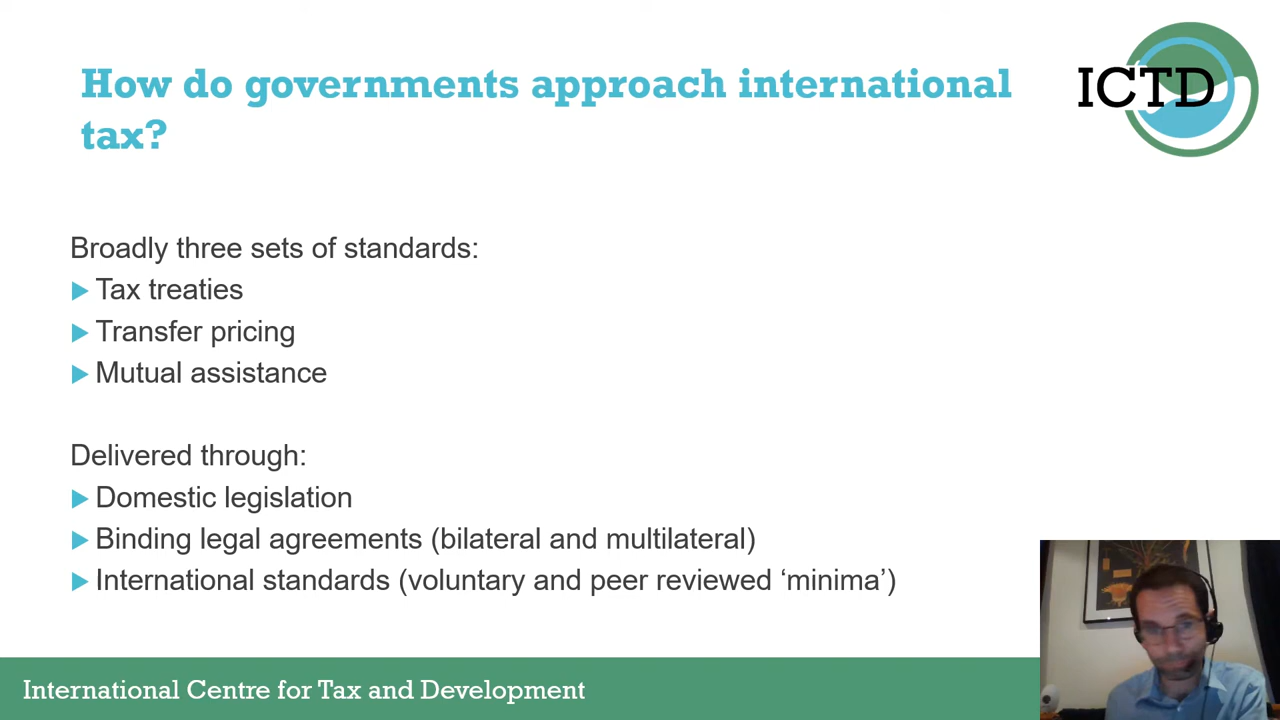 How do governments approach international
tax?
ICTD
Broadly three sets of standards:
Tax treaties
Transfer pricing
Mutual assistance
Delivered through:
Domestic legislation
Binding legal agreements (bilateral and multilateral)
International standards (voluntary and peer reviewed ‘minima’)
International Centre for Tax and Development